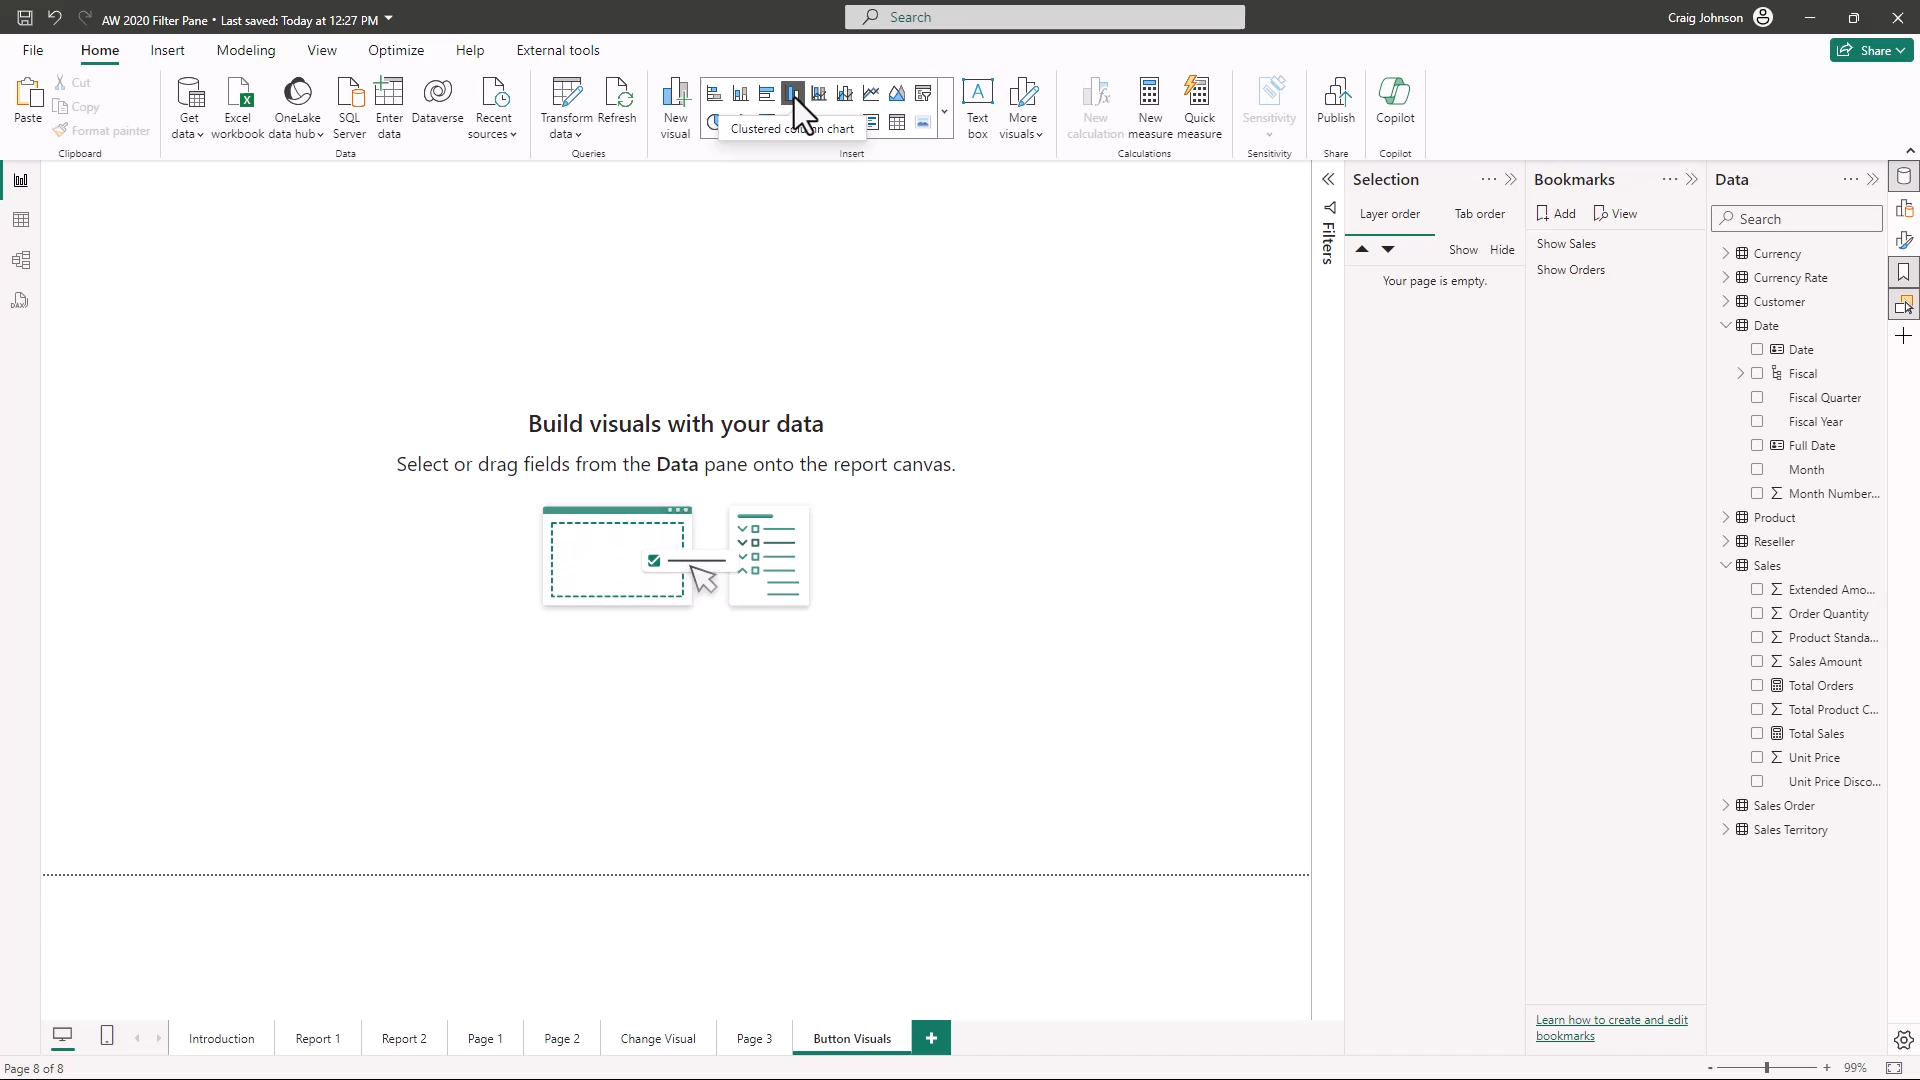 AW 2020 Filter Pane • Last saved: Today at 12:27 PM
Search
Craig Johnson
File
Home
Insert
Modeling
View
Optimize
Help
External tools
Share
Paste
Cut
Copy
Format painter
Clipboard
Get data
Excel workbook
OneLake data hub
SQL Server
Enter data
Dataverse
Recent sources
Data
Transform data
Refresh
Queries
New visual
Clustered column chart
Text box
More visuals
Insert
New calculation
New measure
Quick measure
Calculations
Sensitivity
Sensitivity
Publish
Share
Copilot
Copilot
DAX
Build visuals with your data
Select or drag fields from the Data pane onto the report canvas.
Filters
Selection
Layer order
Tab order
Show
Hide
Your page is empty.
Bookmarks
Add
View
Show Sales
Show Orders
Learn how to create and edit
bookmarks
Data
Search
Currency
Currency Rate
Customer
Date
Date
Fiscal
Fiscal Quarter
Fiscal Year
Full Date
Month
Month Number...
Product
Reseller
Sales
Extended Amo...
Order Quantity
Product Standa...
Sales Amount
Total Orders
Total Product C...
Total Sales
Unit Price
Unit Price Disco...
Sales Order
Sales Territory
Introduction
Report 1
Report 2
Page 1
Page 2
Change Visual
Page 3
Button Visuals
Page 8 of 8
99%